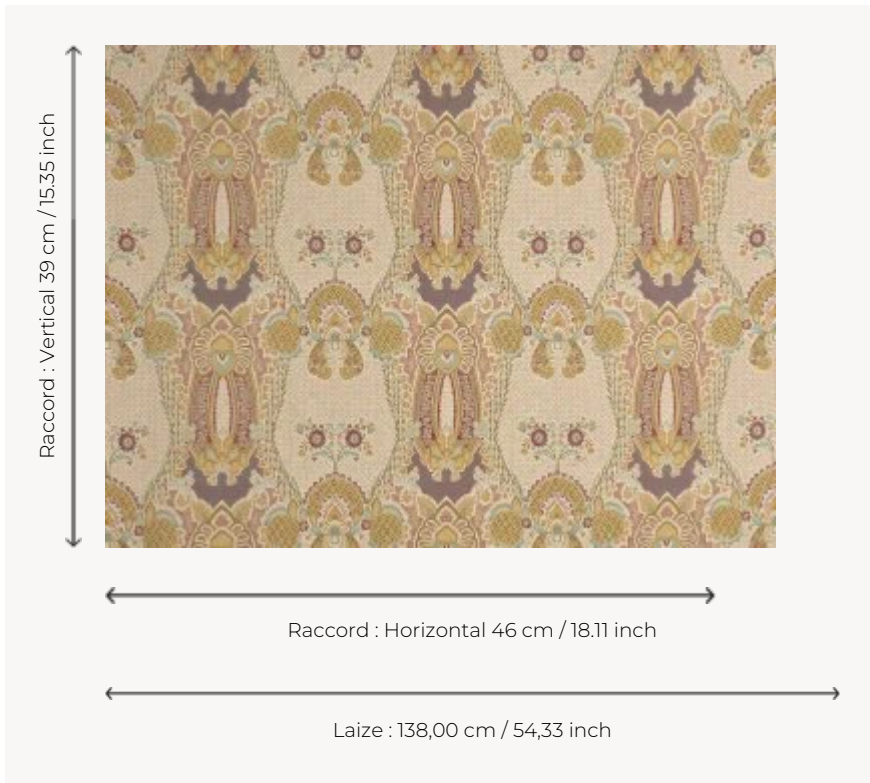 Raccord : Vertical 39 cm / 15.35 inch
Raccord : Horizontal 46 cm / 18.11 inch
Laize : 138,00 cm / 54,33 inch